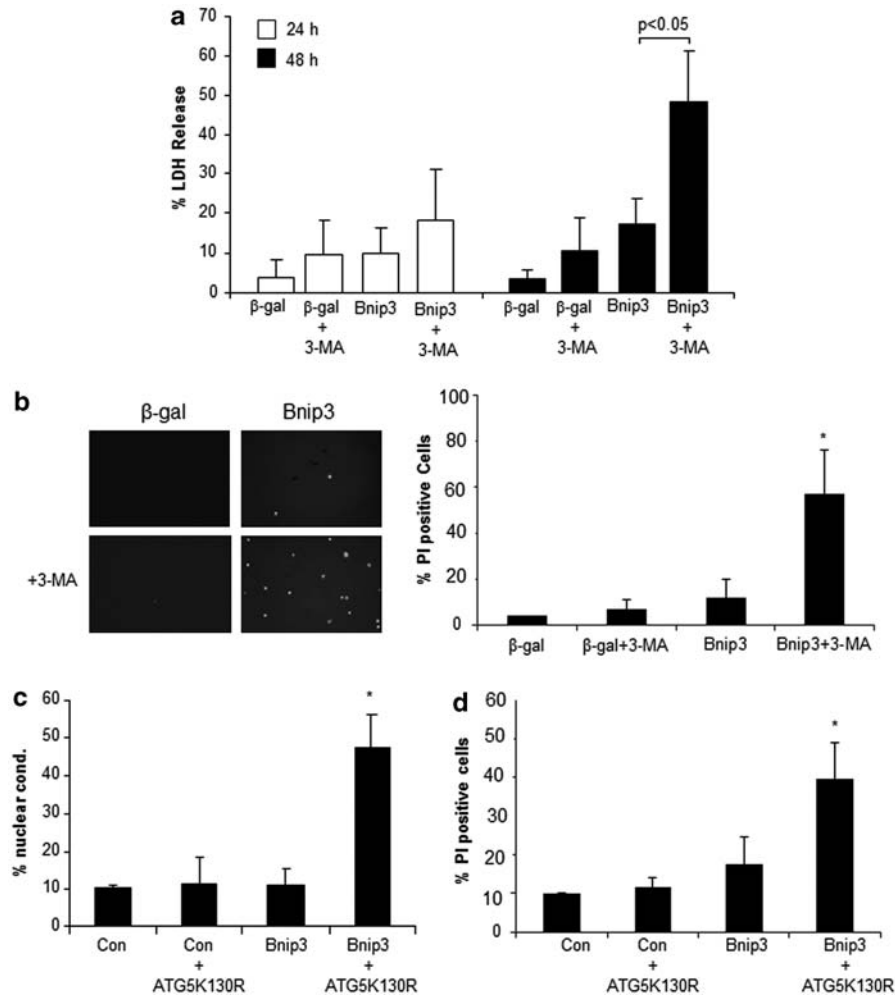 a
% LDH Release
70
60
50
40
30
20
10
0
24 h
48 h
p<0.05
β-gal
β-gal
+
3-MA
Bnip3
Bnip3
+
3-MA
β-gal
β-gal
+
3-MA
Bnip3
Bnip3
+
3-MA
b
β-gal
Bnip3
+3-MA
% PI positive Cells
100
80
60
40
20
0
*
β-gal
β-gal+3-MA
Bnip3
Bnip3+3-MA
c
% nuclear cond.
60
50
40
30
20
10
0
*
Con
Con
+
ATG5K130R
Bnip3
Bnip3
+
ATG5K130R
d
% PI positive cells
60
50
40
30
20
10
0
*
Con
Con
+
ATG5K130R
Bnip3
Bnip3
+
ATG5K130R